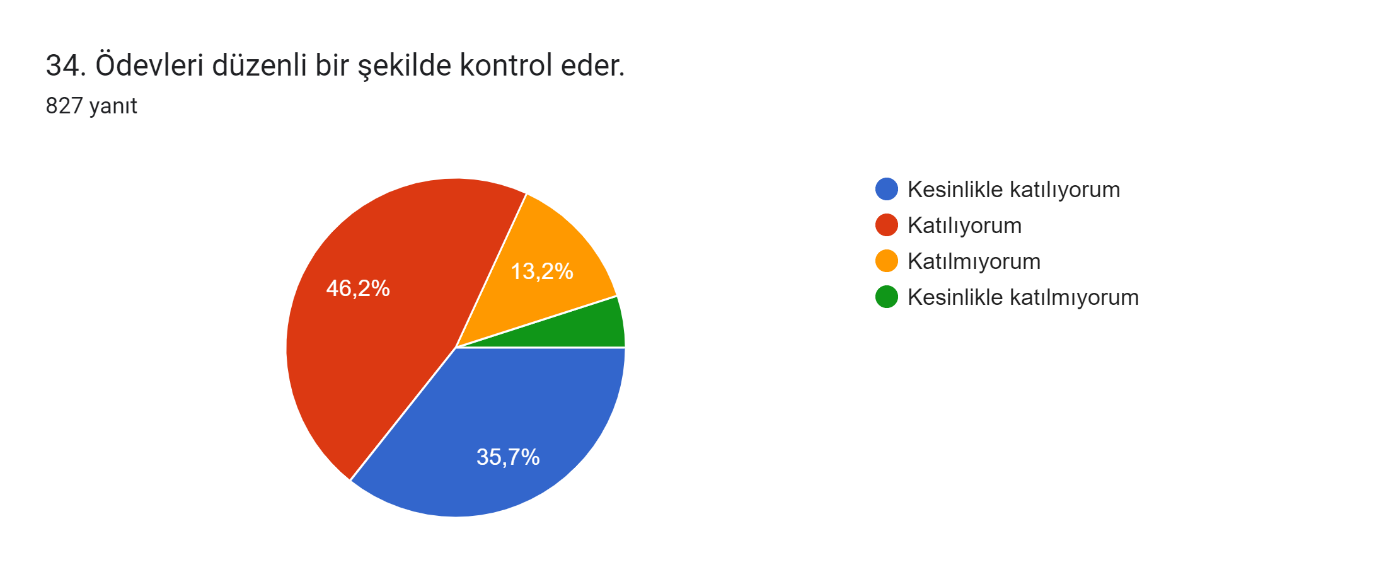 34. Ödevleri düzenli bir şekilde kontrol eder.
827 yanıt
Kesinlikle katılıyorum
Katılıyorum
Katılmıyorum
Kesinlikle katılmıyorum
13,2%
46,2%
35,7%